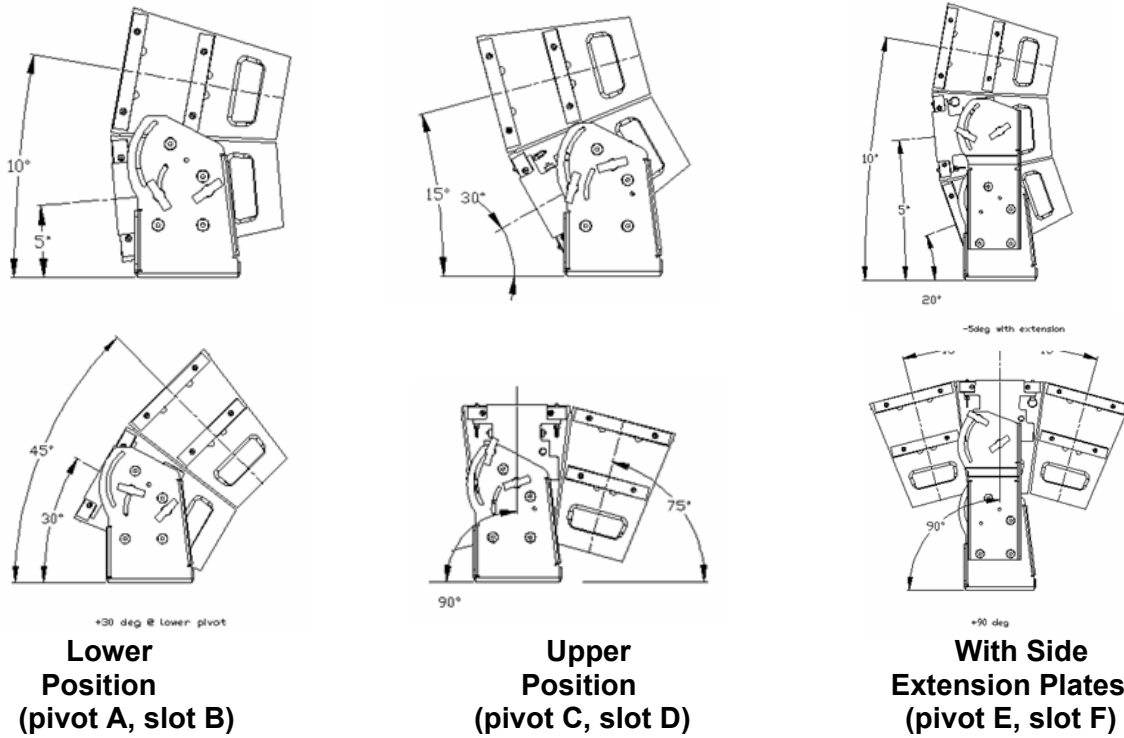 10°
5°
15°
30°
10°
5°
20°
-5deg with extension
45°
30°
+30 deg @ lower pivot
75°
90°
90°
+90 deg
Lower
Position
(pivot A, slot B)
Upper
Position
(pivot C, slot D)
With Side
Extension Plates
(pivot E, slot F)